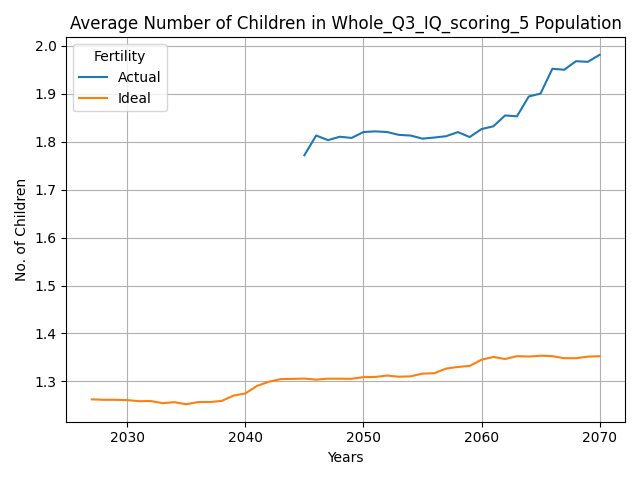 Average Number of Children in Whole_Q3_IQ_scoring_5 Population
Fertility
Actual
Ideal
No. of Children
2.0
1.9
1.8
1.7
1.6
1.5
1.4
1.3
2030 2040 2050 2060 2070
Years